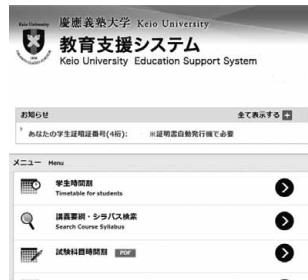 慶應義塾大学 Keio University
教育支援システム
Keio University Education Support System
お知らせ 全て表示する
あなたの学生証暗証番号(4桁): ※証明書自動発行機で必要
メニュー Menu
学生時間割
Timetable for students
講義要綱・シラバス検索
Search Course Syllabus
試験科目時間割 PDF